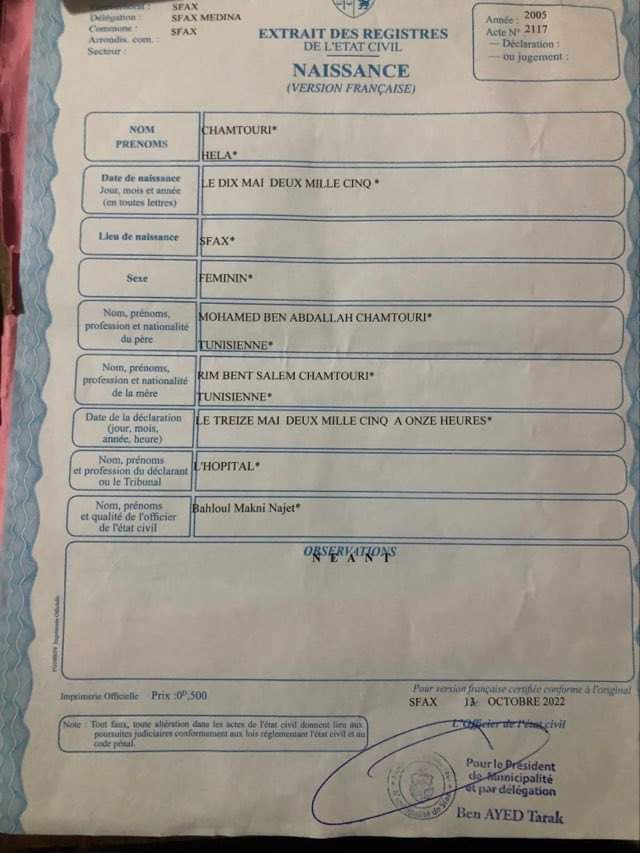 SFAX
Délégation : SFAX MEDINA
Commune : SFAX
Arrondis. com. :
Secteur :
EXTRAIT DES REGISTRES
DE L'ETAT CIVIL
NAISSANCE
(VERSION FRANÇAISE)
Année : 2005
Acte N° 2117
— Déclaration :
— ou jugement :
NOM
PRENOMS
CHAMTOURI*
HELA*
Date de naissance
Jour, mois et année
(en toutes lettres)
LE DIX MAI DEUX MILLE CINQ *
Lieu de naissance
SFAX*
Sexe
FEMININ*
Nom, prénoms,
profession et nationalité
du père
MOHAMED BEN ABDALLAH CHAMTOURI*
TUNISIENNE*
Nom, prénoms,
profession et nationalité
de la mère
RIM BENT SALEM CHAMTOURI*
TUNISIENNE*
Date de la déclaration
(jour, mois,
année, heure)
LE TREIZE MAI DEUX MILLE CINQ A ONZE HEURES*
Nom, prénoms
et profession du déclarant
ou le Tribunal
L'HOPITAL*
Nom, prénoms
et qualité de l'officier
de l'état civil
Bahloul Makni Najet*
OBSERVATIONS
NEANT
Imprimerie Officielle Prix :0ᴰ,500
Pour version française certifiée conforme à l'original
SFAX 13 OCTOBRE 2022
L'Officier de l'état civil
Note : Tout faux, toute altération dans les actes de l'état civil donnent lieu aux
poursuites judiciaires conformement aux lois réglementant l'état civil et au
code pénal.
Pour le Président
de Municipalité
et par délégation
Ben AYED Tarak